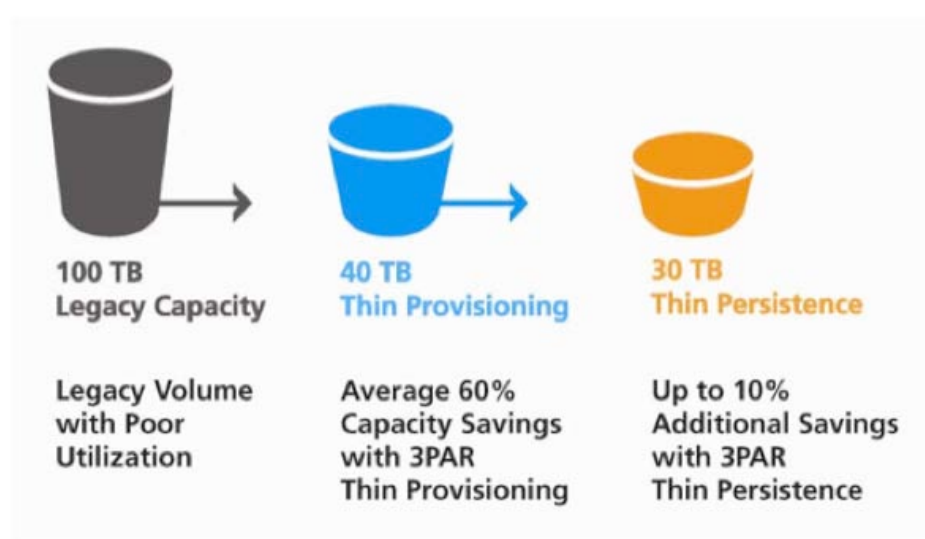 100 TB
Legacy Capacity
Legacy Volume
with Poor
Utilization
40 TB
Thin Provisioning
Average 60%
Capacity Savings
with 3PAR
Thin Provisioning
30 TB
Thin Persistence
Up to 10%
Additional Savings
with 3PAR
Thin Persistence